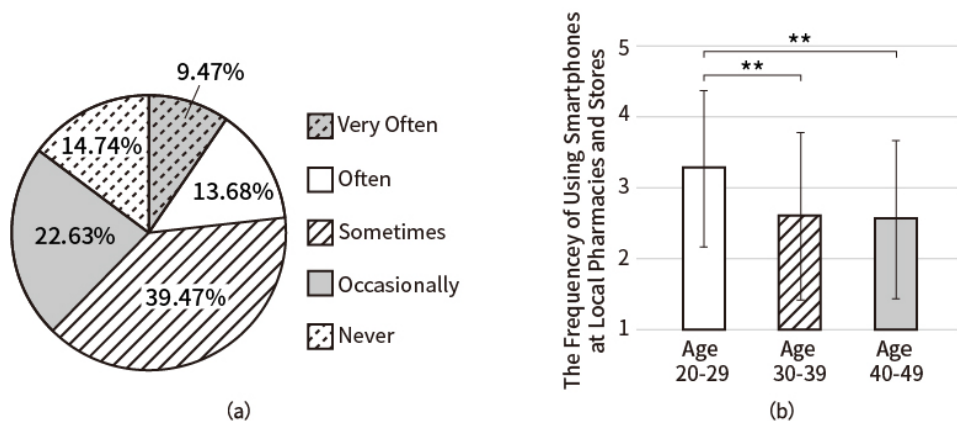 9.47%
14.74%
13.68%
22.63%
39.47%
Very Often
Often
Sometimes
Occasionally
Never
(a)
The Frequencey of Using Smartphones
at Local Pharmacies and Stores
5
4
3
2
1
**
**
Age
20-29
Age
30-39
Age
40-49
(b)